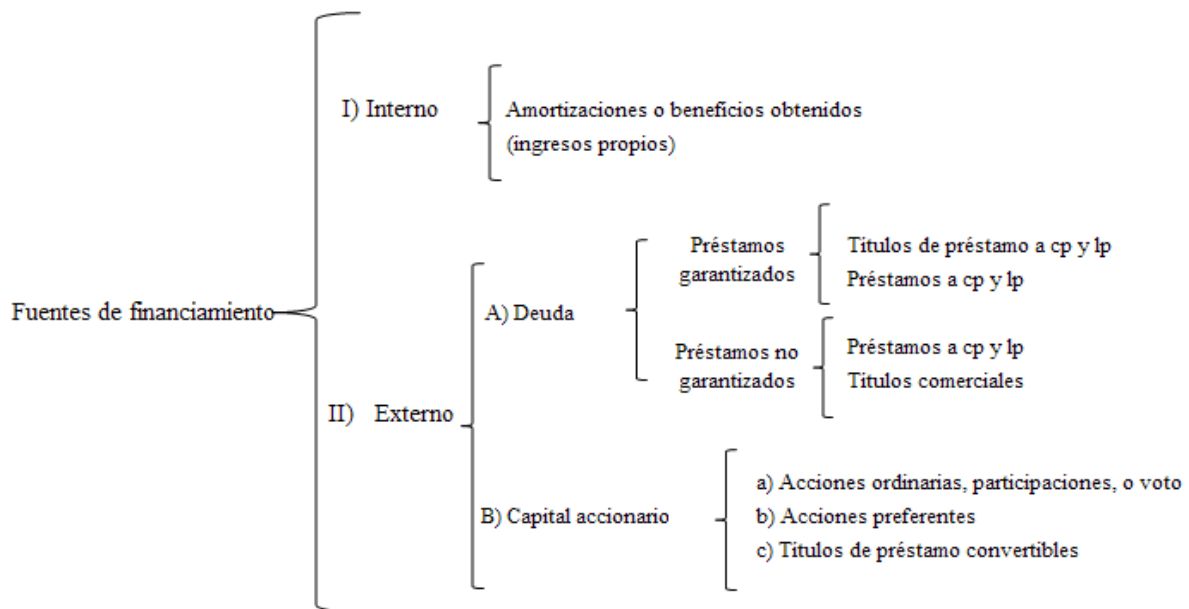 Fuentes de financiamiento
I) Interno
Amortizaciones o benefícios obtenidos
(ingresos propios)
II) Externo
A) Deuda
Préstamos
garantizados
Títulos de préstamo a cp y lp
Préstamos a cp y lp
Préstamos no
garantizados
Préstamos a cp y lp
Títulos comerciales
B) Capital accionario
a) Acciones ordinarias, participaciones, o voto
b) Acciones preferentes
c) Títulos de préstamo convertibles